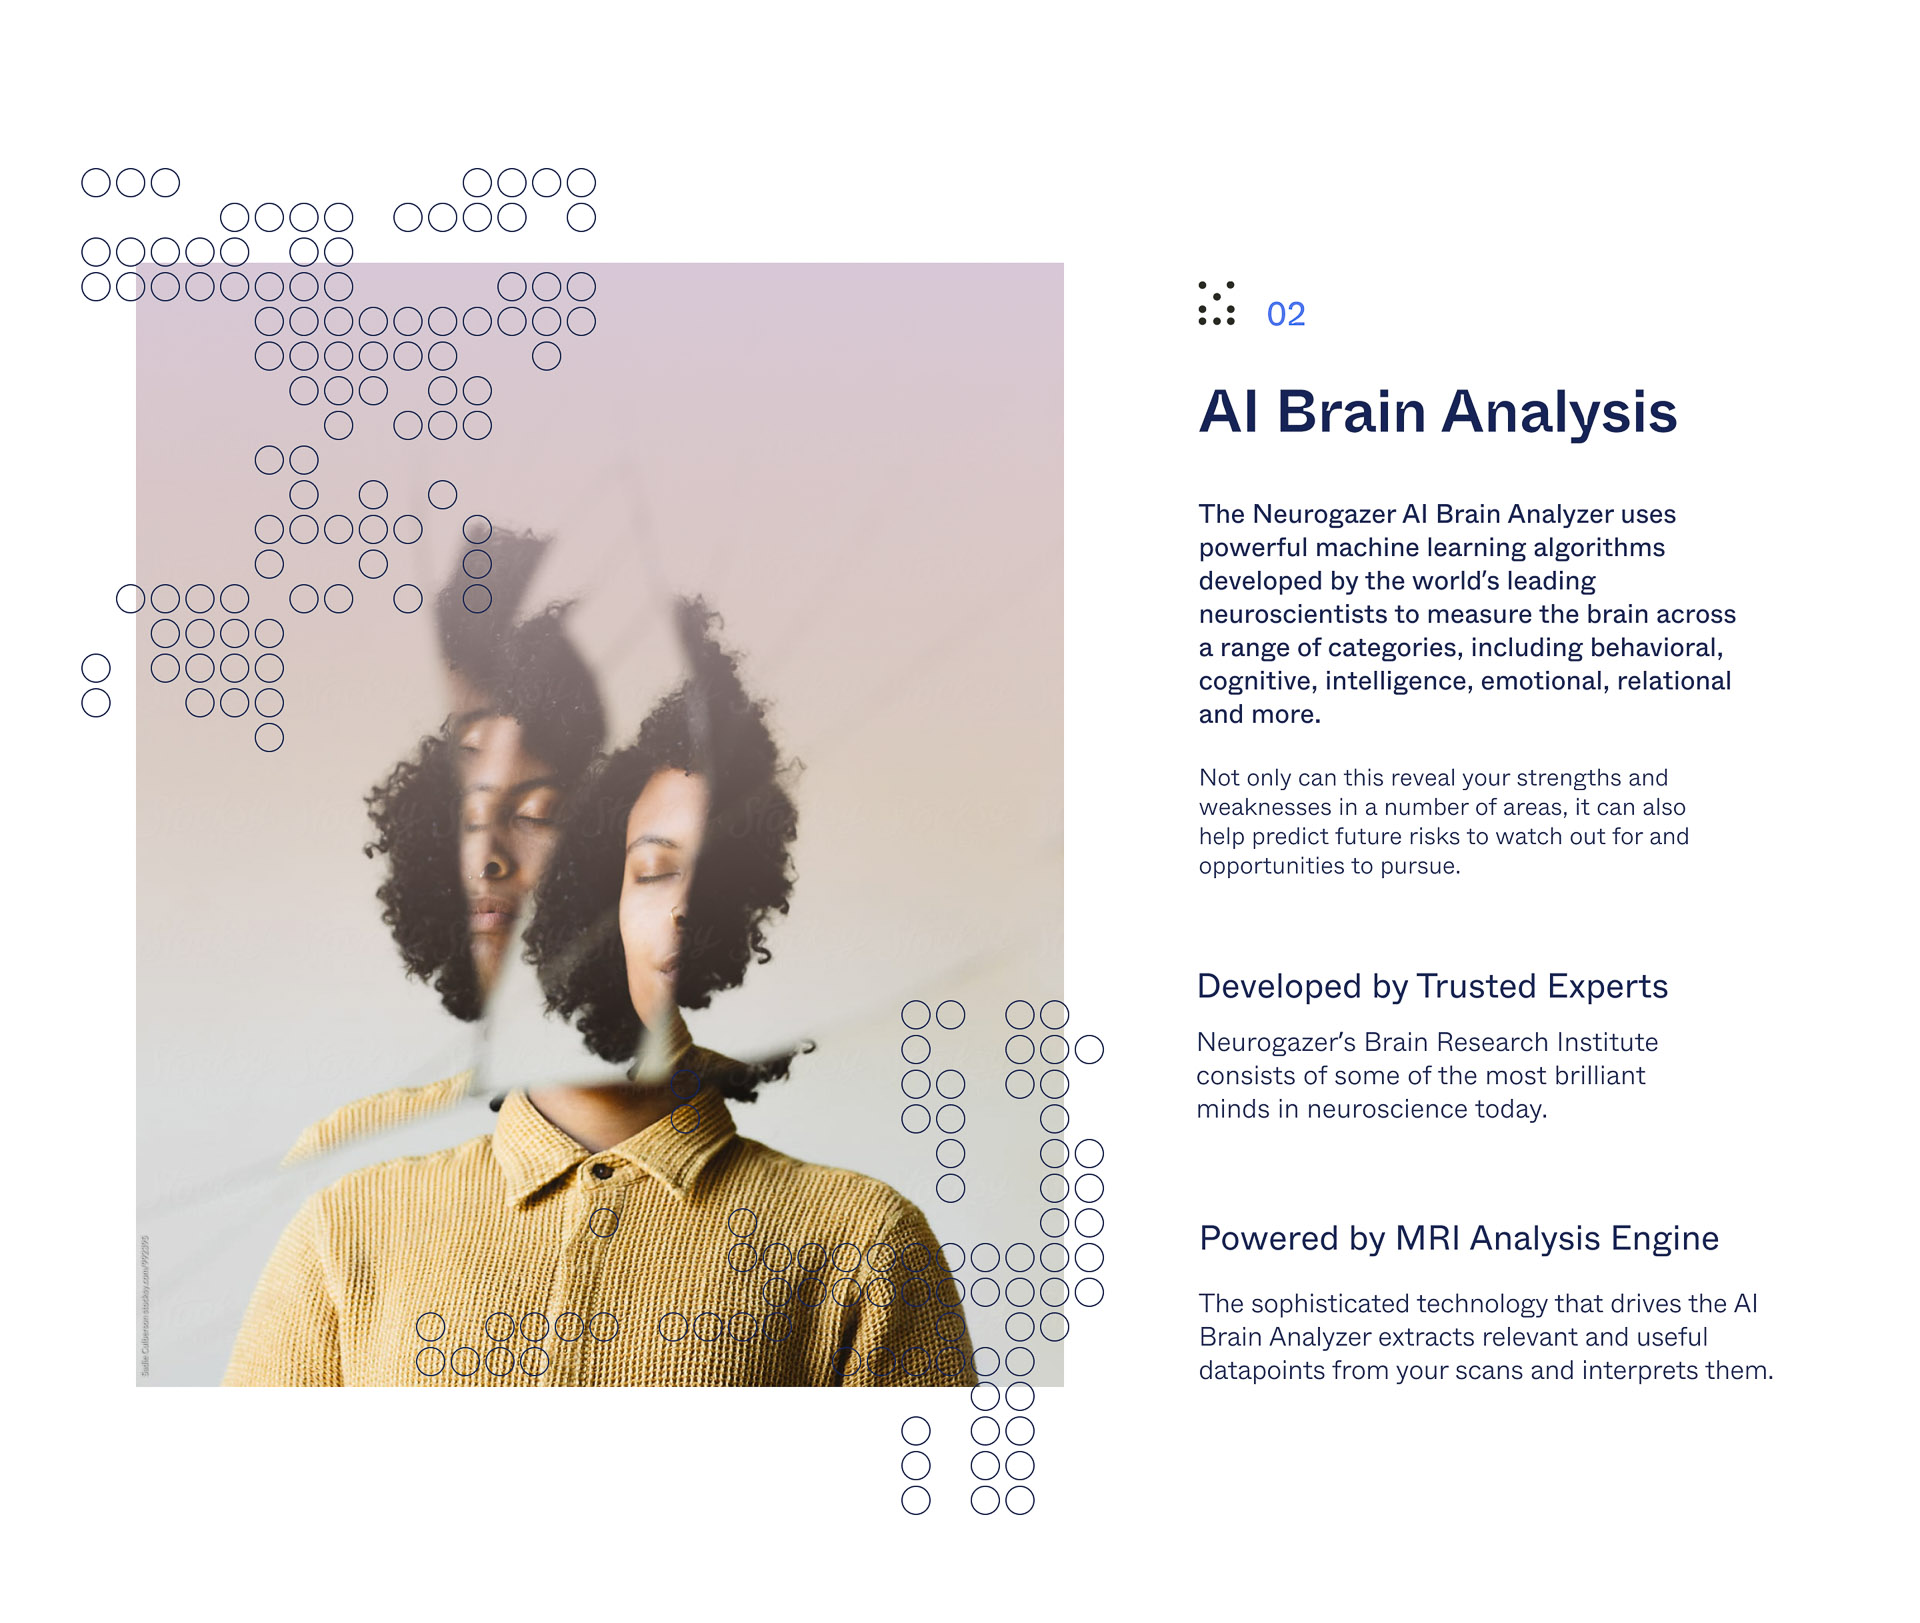 02
AI Brain Analysis
The Neurogazer AI Brain Analyzer uses
powerful machine learning algorithms
developed by the world's leading
neuroscientists to measure the brain across
a range of categories, including behavioral,
cognitive, intelligence, emotional, relational
and more.
Not only can this reveal your strengths and
weaknesses in a number of areas, it can also
help predict future risks to watch out for and
opportunities to pursue.
Developed by Trusted Experts
Neurogazer's Brain Research Institute
consists of some of the most brilliant
minds in neuroscience today.
Powered by MRI Analysis Engine
The sophisticated technology that drives the AI
Brain Analyzer extracts relevant and useful
datapoints from your scans and interprets them.
Stocksy